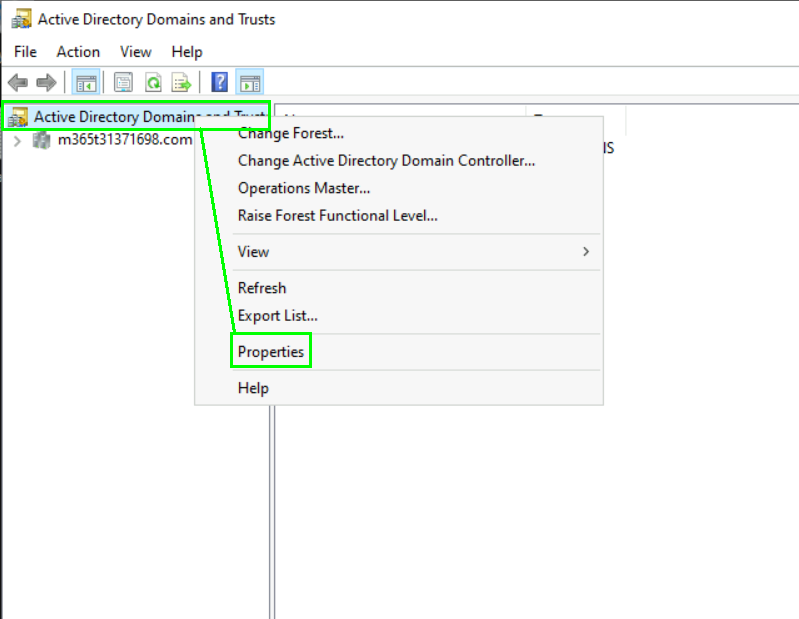 Active Directory Domains and Trusts
File Action View Help
Active Directory Domains and Trust
m365t31371698.com
Change Forest...
Change Active Directory Domain Controller...
Operations Master...
Raise Forest Functional Level...
View
Refresh
Export List...
Properties
Help